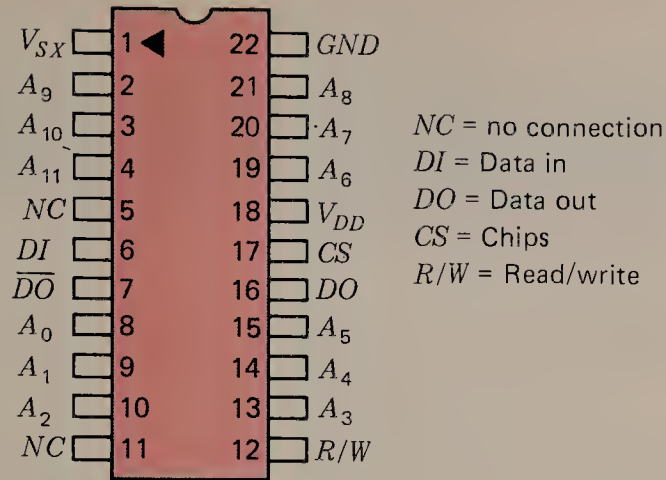 V_SX 1 22 GND
A_9 2 21 A_8
A_10 3 20 A_7
A_11 4 19 A_6
NC 5 18 V_DD
DI 6 17 CS
D̅O̅ 7 16 DO
A_0 8 15 A_5
A_1 9 14 A_4
A_2 10 13 A_3
NC 11 12 R/W
NC = no connection
DI = Data in
DO = Data out
CS = Chips
R/W = Read/write